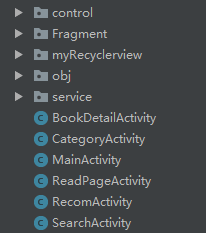 control
Fragment
myRecyclerview
obj
service
BookDetailActivity
CategoryActivity
MainActivity
ReadPageActivity
RecomActivity
SearchActivity